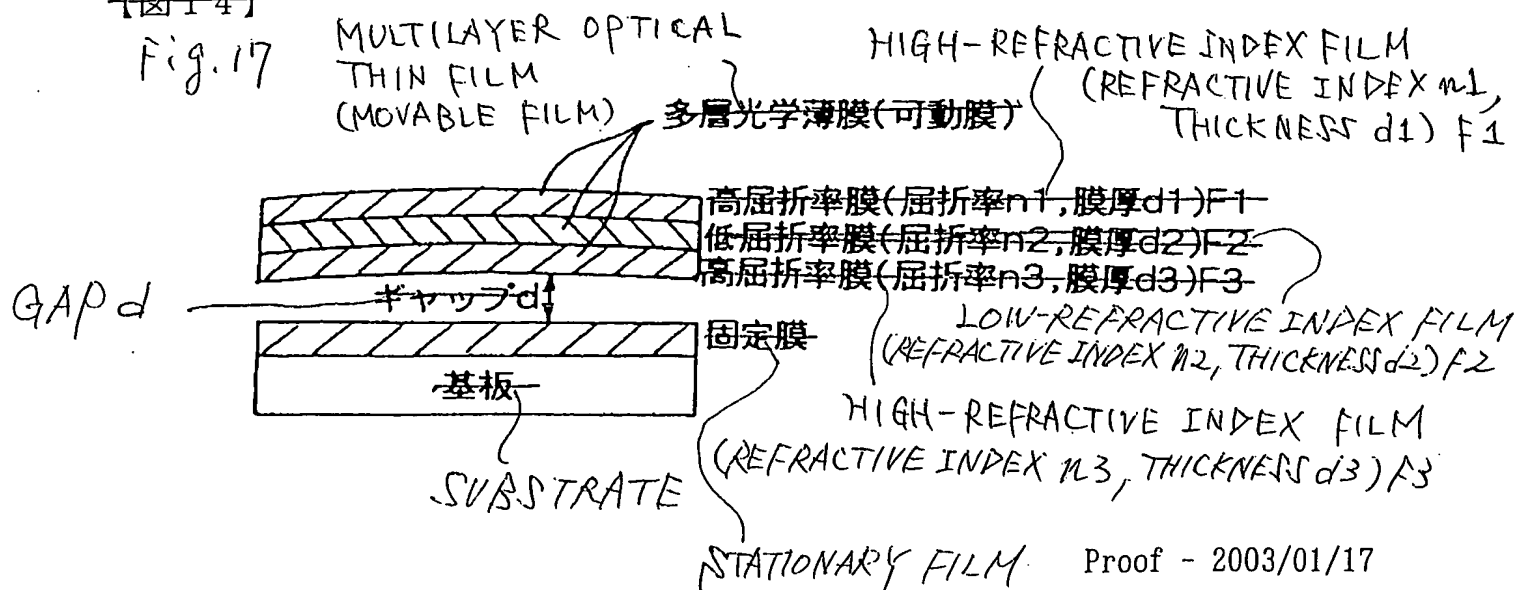 【図14】
Fig. 17
MULTILAYER OPTICAL
THIN FILM
(MOVABLE FILM)
多層光学薄膜(可動膜)
HIGH-REFRACTIVE INDEX FILM
(REFRACTIVE INDEX n1,
THICKNESS d1) F1
高屈折率膜(屈折率n1,膜厚d1)F1
低屈折率膜(屈折率n2,膜厚d2)F2
高屈折率膜(屈折率n3,膜厚d3)F3
GAP d
ギャップd
固定膜
LOW-REFRACTIVE INDEX FILM
(REFRACTIVE INDEX n2, THICKNESS d2) F2
基板
HIGH-REFRACTIVE INDEX FILM
(REFRACTIVE INDEX n3, THICKNESS d3) F3
SUBSTRATE
STATIONARY FILM
Proof - 2003/01/17